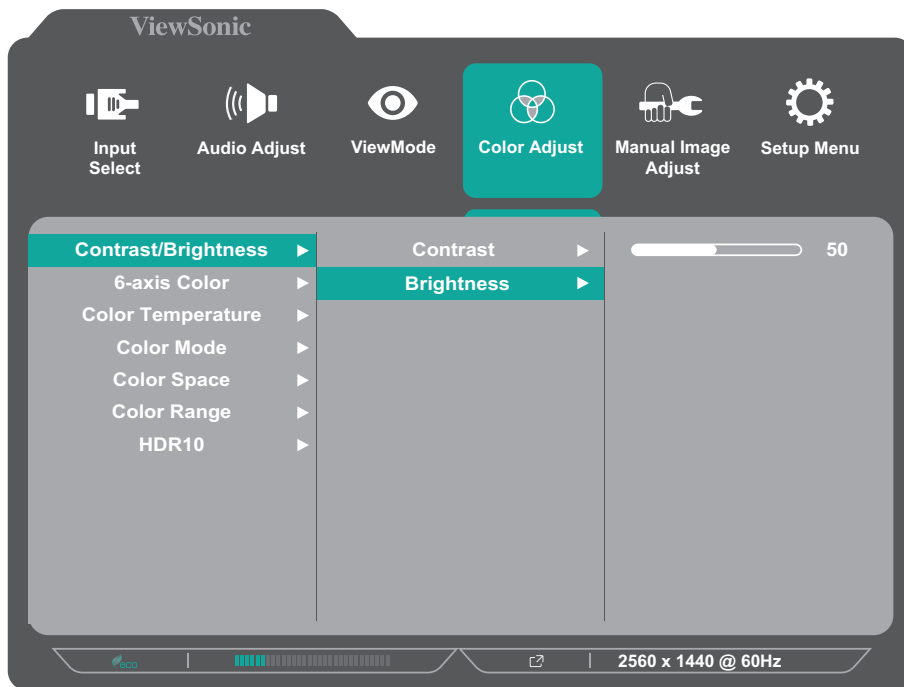 ViewSonic
Input Select
Audio Adjust
ViewMode
Color Adjust
Manual Image Adjust
Setup Menu
Contrast/Brightness
Contrast
50
6-axis Color
Brightness
Color Temperature
Color Mode
Color Space
Color Range
HDR10
eco
2560 x 1440 @ 60Hz